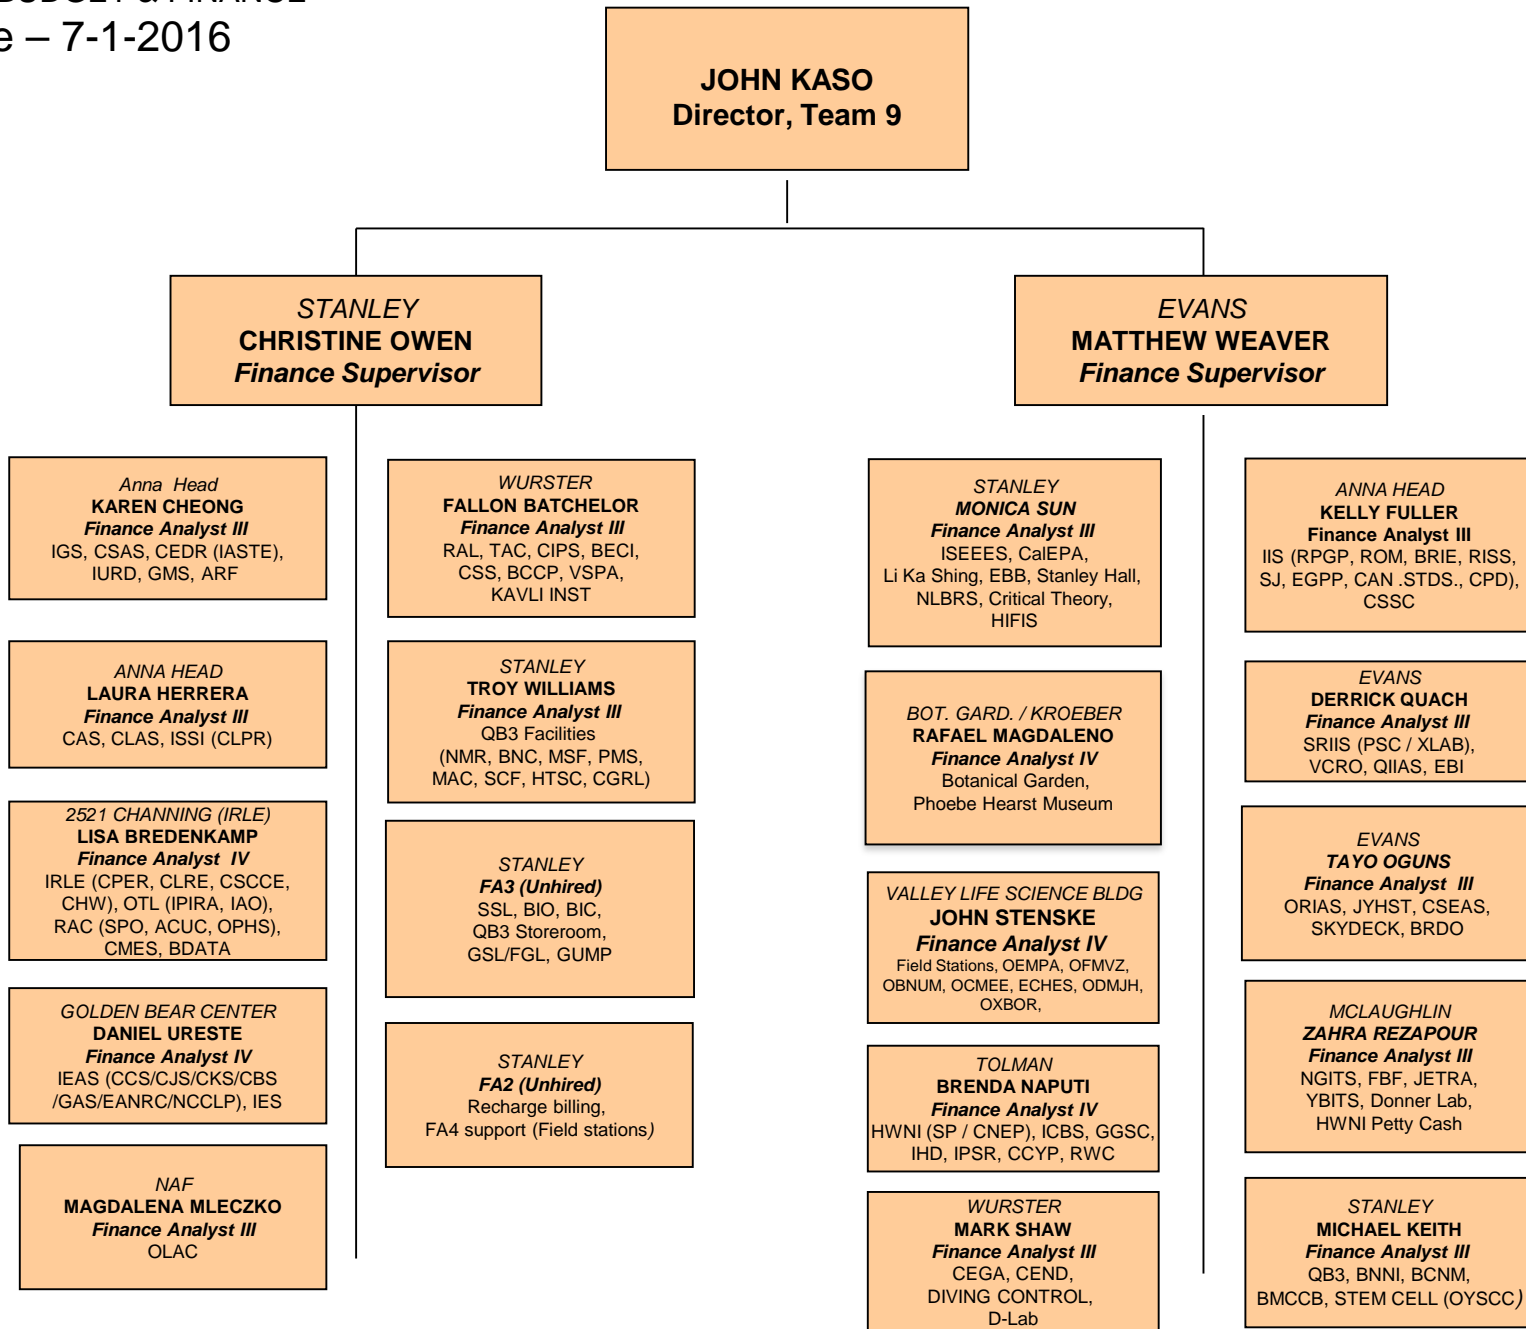 e – 7-1-2016
JOHN KASO
Director, Team 9
STANLEY
CHRISTINE OWEN
Finance Supervisor
EVANS
MATTHEW WEAVER
Finance Supervisor
Anna Head
KAREN CHEONG
Finance Analyst III
IGS, CSAS, CEDR (IASTE),
IURD, GMS, ARF
ANNA HEAD
LAURA HERRERA
Finance Analyst III
CAS, CLAS, ISSI (CLPR)
2521 CHANNING (IRLE)
LISA BREDENKAMP
Finance Analyst IV
IRLE (CPER, CLRE, CSCCE,
CHW), OTL (IPIRA, IAO),
RAC (SPO, ACUC, OPHS),
CMES, BDATA
GOLDEN BEAR CENTER
DANIEL URESTE
Finance Analyst IV
IEAS (CCS/CJS/CKS/CBS
/GAS/EANRC/NCCLP), IES
NAF
MAGDALENA MLECZKO
Finance Analyst III
OLAC
WURSTER
FALLON BATCHELOR
Finance Analyst III
RAL, TAC, CIPS, BECI,
CSS, BCCP, VSPA,
KAVLI INST
STANLEY
TROY WILLIAMS
Finance Analyst III
QB3 Facilities
(NMR, BNC, MSF, PMS,
MAC, SCF, HTSC, CGRL)
STANLEY
FA3 (Unhired)
SSL, BIO, BIC,
QB3 Storeroom,
GSL/FGL, GUMP
STANLEY
FA2 (Unhired)
Recharge billing,
FA4 support (Field stations)
STANLEY
MONICA SUN
Finance Analyst III
ISEEES, CalEPA,
Li Ka Shing, EBB, Stanley Hall,
NLBRS, Critical Theory,
HIFIS
BOT. GARD. / KROEBER
RAFAEL MAGDALENO
Finance Analyst IV
Botanical Garden,
Phoebe Hearst Museum
VALLEY LIFE SCIENCE BLDG
JOHN STENSKE
Finance Analyst IV
Field Stations, OEMPA, OFMVZ,
OBNUM, OCMEE, ECHES, ODMJH,
OXBOR,
TOLMAN
BRENDA NAPUTI
Finance Analyst IV
HWNI (SP / CNEP), ICBS, GGSC,
IHD, IPSR, CCYP, RWC
WURSTER
MARK SHAW
Finance Analyst III
CEGA, CEND,
DIVING CONTROL,
D-Lab
ANNA HEAD
KELLY FULLER
Finance Analyst III
IIS (RPGP, ROM, BRIE, RISS,
SJ, EGPP, CAN .STDS., CPD),
CSSC
EVANS
DERRICK QUACH
Finance Analyst III
SRIIS (PSC / XLAB),
VCRO, QIIAS, EBI
EVANS
TAYO OGUNS
Finance Analyst III
ORIAS, JYHST, CSEAS,
SKYDECK, BRDO
MCLAUGHLIN
ZAHRA REZAPOUR
Finance Analyst III
NGITS, FBF, JETRA,
YBITS, Donner Lab,
HWNI Petty Cash
STANLEY
MICHAEL KEITH
Finance Analyst III
QB3, BNNI, BCNM,
BMCCB, STEM CELL (OYSCC)